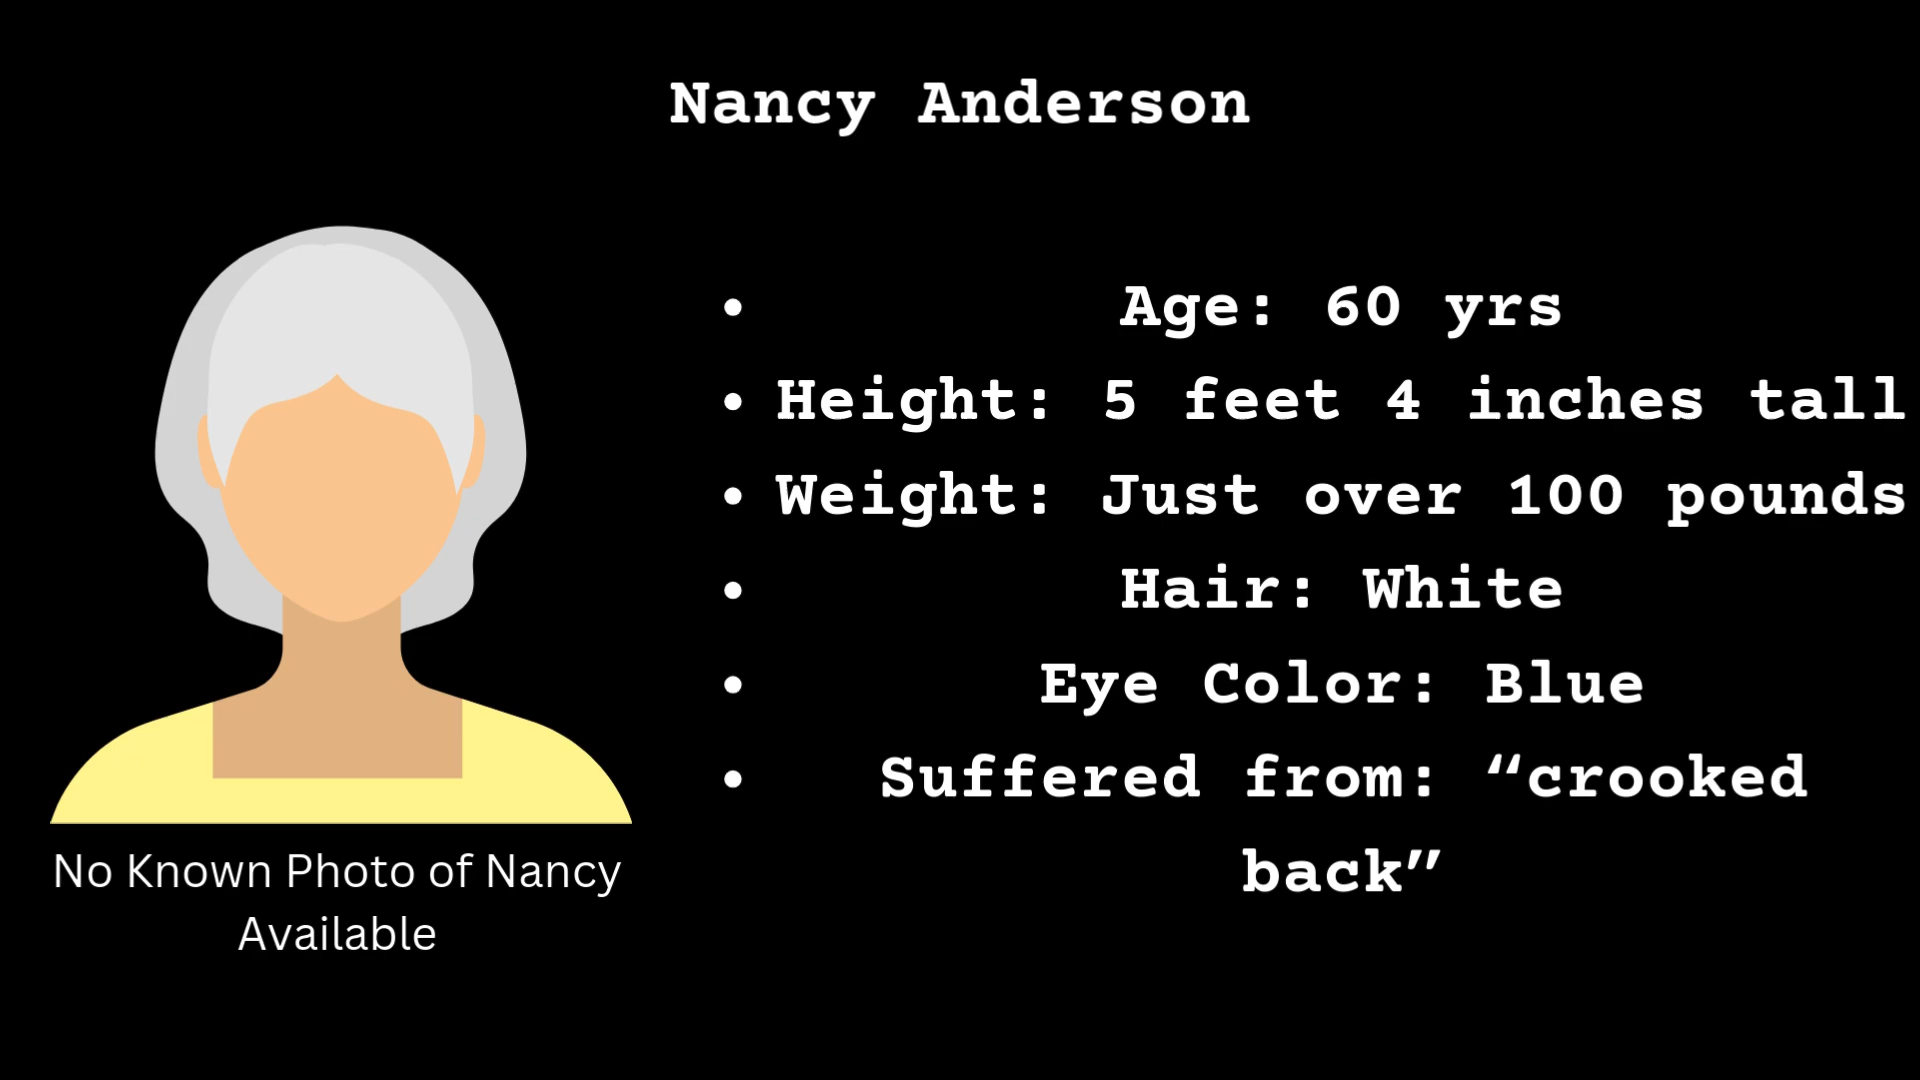 Nancy Anderson
• Age: 60 yrs
• Height: 5 feet 4 inches tall
• Weight: Just over 100 pounds
• Hair: White
• Eye Color: Blue
• Suffered from: “crooked
back”
No Known Photo of Nancy
Available